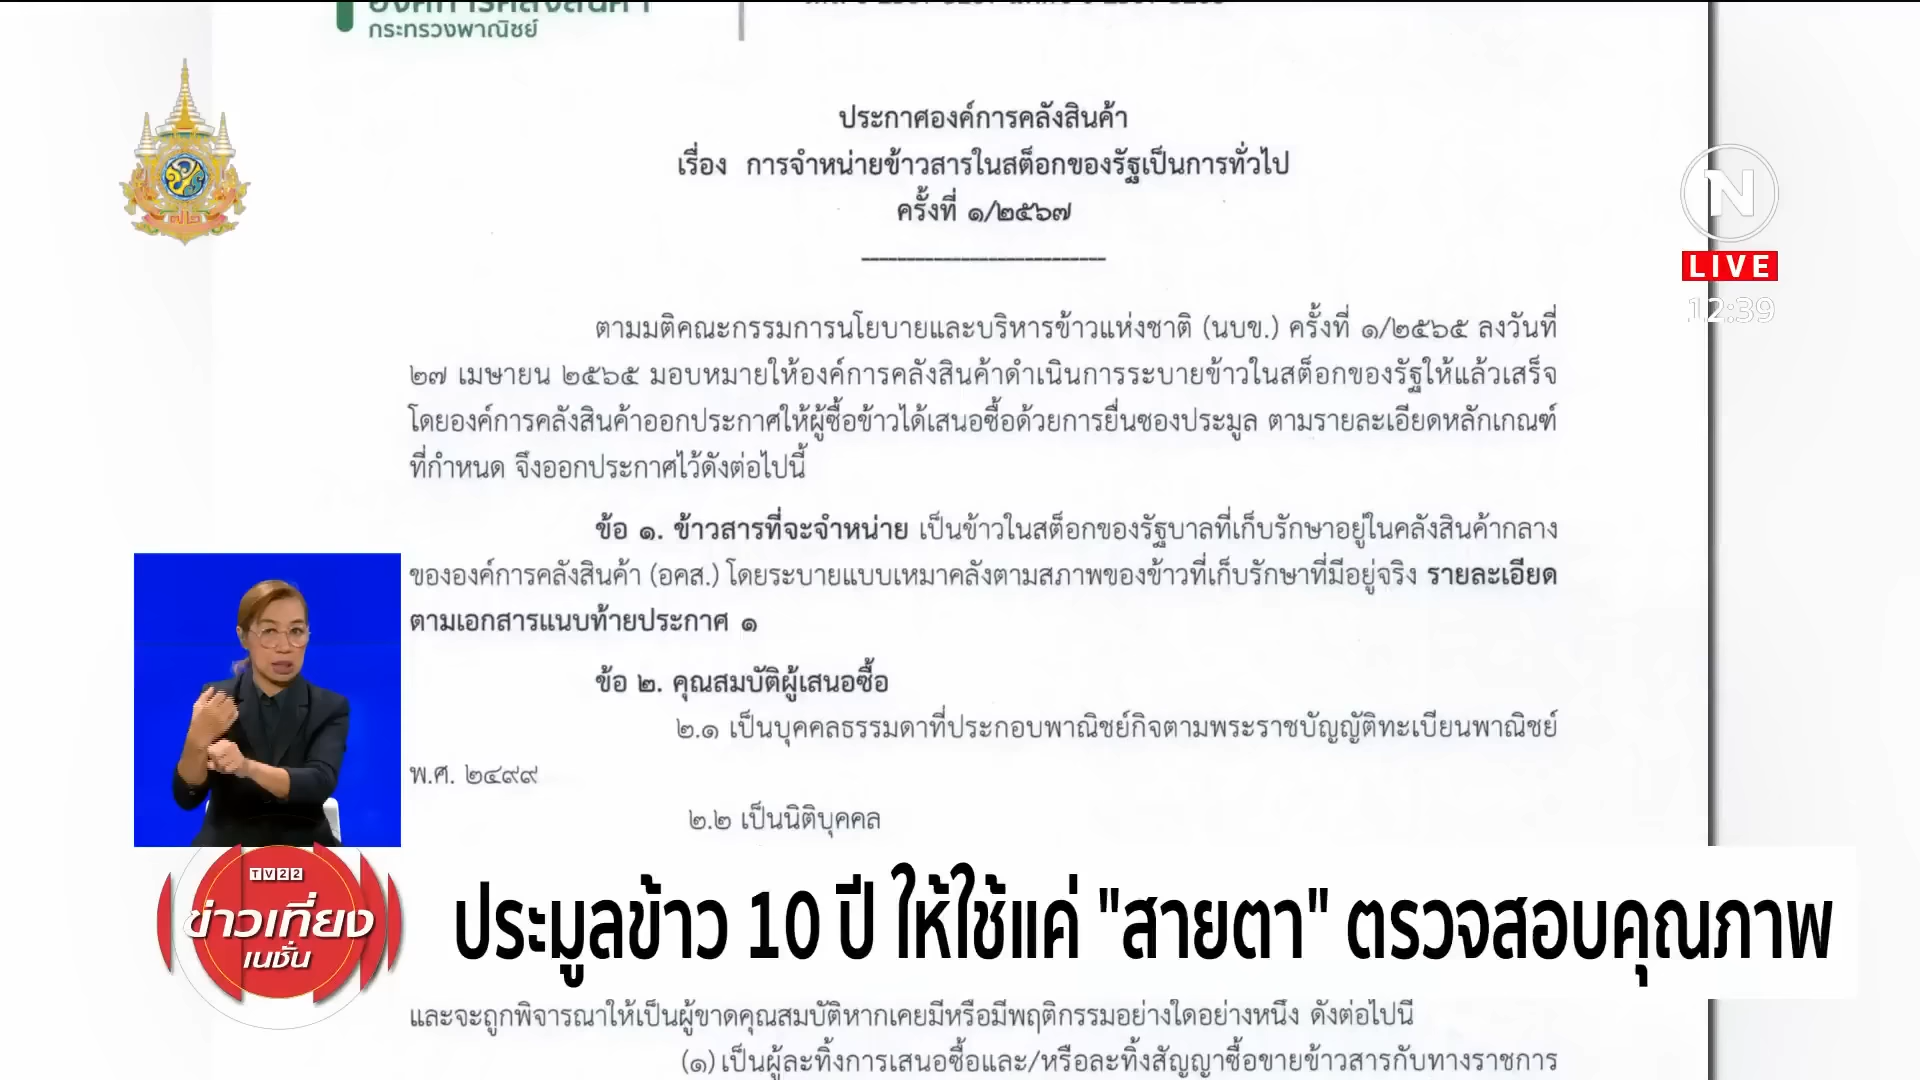 องค์การคลังสินค้า
กระทรวงพาณิชย์
ประกาศองค์การคลังสินค้า
เรื่อง การจำหน่ายข้าวสารในสต็อกของรัฐเป็นการทั่วไป
ครั้งที่ ๑/๒๕๖๗
N
LIVE
12:39
ตามมติคณะกรรมการนโยบายและบริหารข้าวแห่งชาติ (นบข.) ครั้งที่ ๑/๒๕๖๕ ลงวันที่
๒๗ เมษายน ๒๕๖๕ มอบหมายให้องค์การคลังสินค้าดำเนินการระบายข้าวในสต็อกของรัฐให้แล้วเสร็จ
โดยองค์การคลังสินค้าออกประกาศให้ผู้ซื้อข้าวได้เสนอซื้อด้วยการยื่นซองประมูล ตามรายละเอียดหลักเกณฑ์
ที่กำหนด จึงออกประกาศไว้ดังต่อไปนี้
ข้อ ๑. ข้าวสารที่จะจำหน่าย เป็นข้าวในสต็อกของรัฐบาลที่เก็บรักษาอยู่ในคลังสินค้ากลาง
ขององค์การคลังสินค้า (อคส.) โดยระบายแบบเหมาคลังตามสภาพของข้าวที่เก็บรักษาที่มีอยู่จริง รายละเอียด
ตามเอกสารแนบท้ายประกาศ ๑
ข้อ ๒. คุณสมบัติผู้เสนอซื้อ
๒.๑ เป็นบุคคลธรรมดาที่ประกอบพาณิชย์กิจตามพระราชบัญญัติทะเบียนพาณิชย์
พ.ศ. ๒๔๙๙
๒.๒ เป็นนิติบุคคล
TV22
ข่าวเที่ยง
เนชั่น
ประมูลข้าว 10 ปี ให้ใช้แค่ "สายตา" ตรวจสอบคุณภาพ
และจะถูกพิจารณาให้เป็นผู้ขาดคุณสมบัติหากเคยมีหรือมีพฤติกรรมอย่างใดอย่างหนึ่ง ดังต่อไปนี้
(๑) เป็นผู้ละทิ้งการเสนอซื้อและ/หรือละทิ้งสัญญาซื้อขายข้าวสารกับทางราชการ